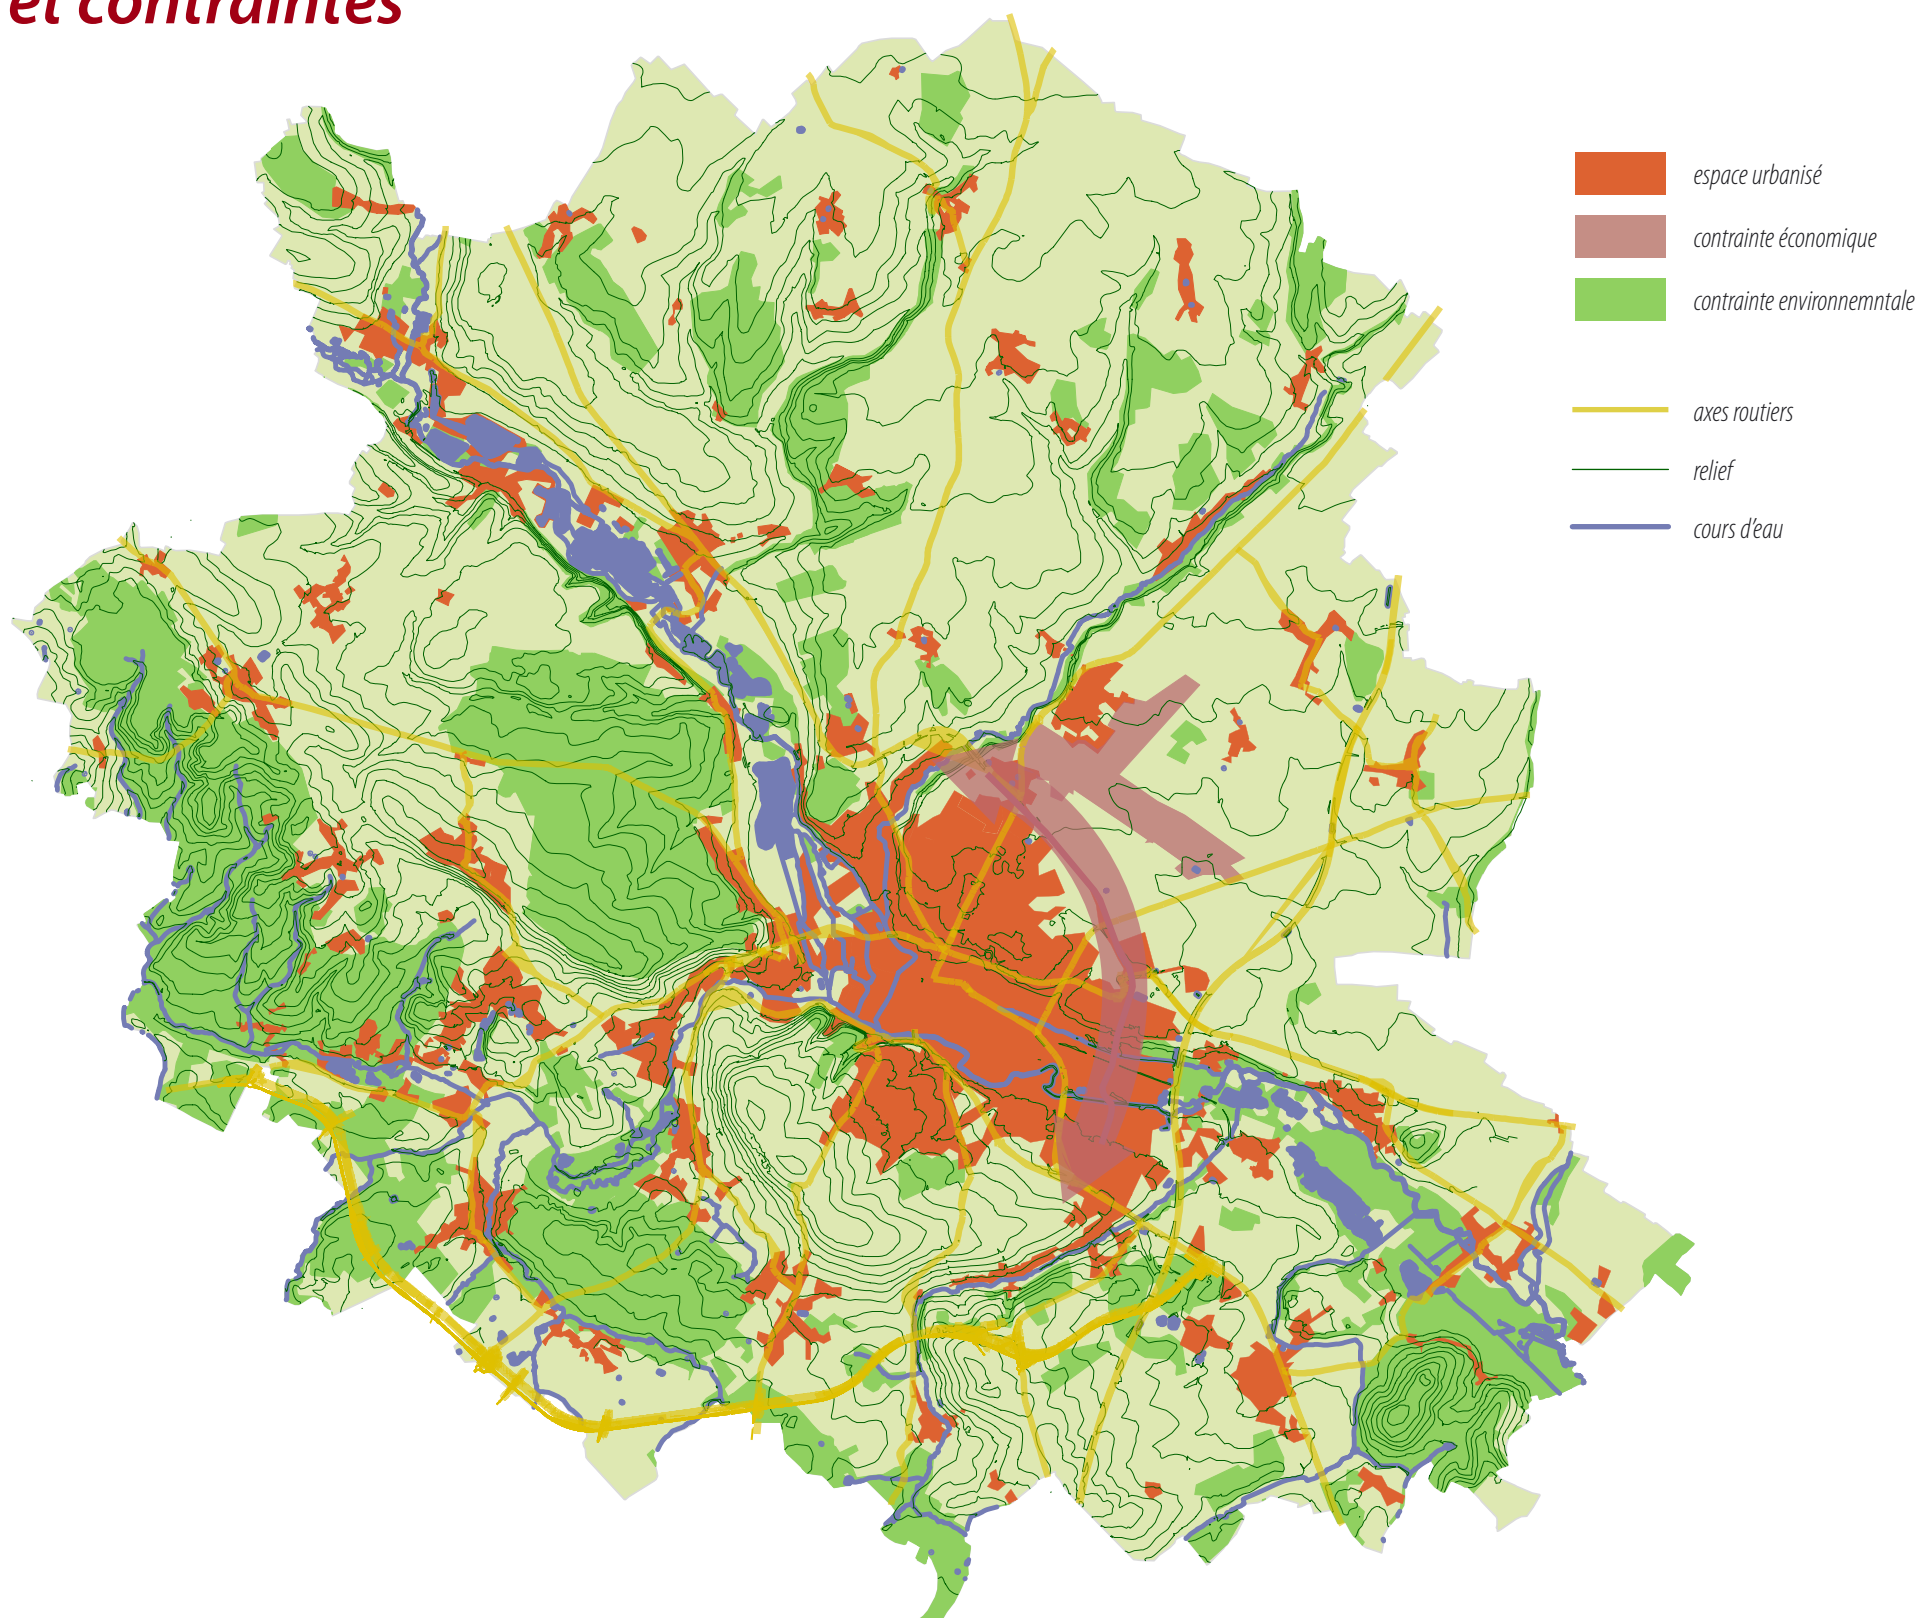 et contraintes
espace urbanisé
contrainte économique
contrainte environnemntale
axes routiers
relief
cours d'eau